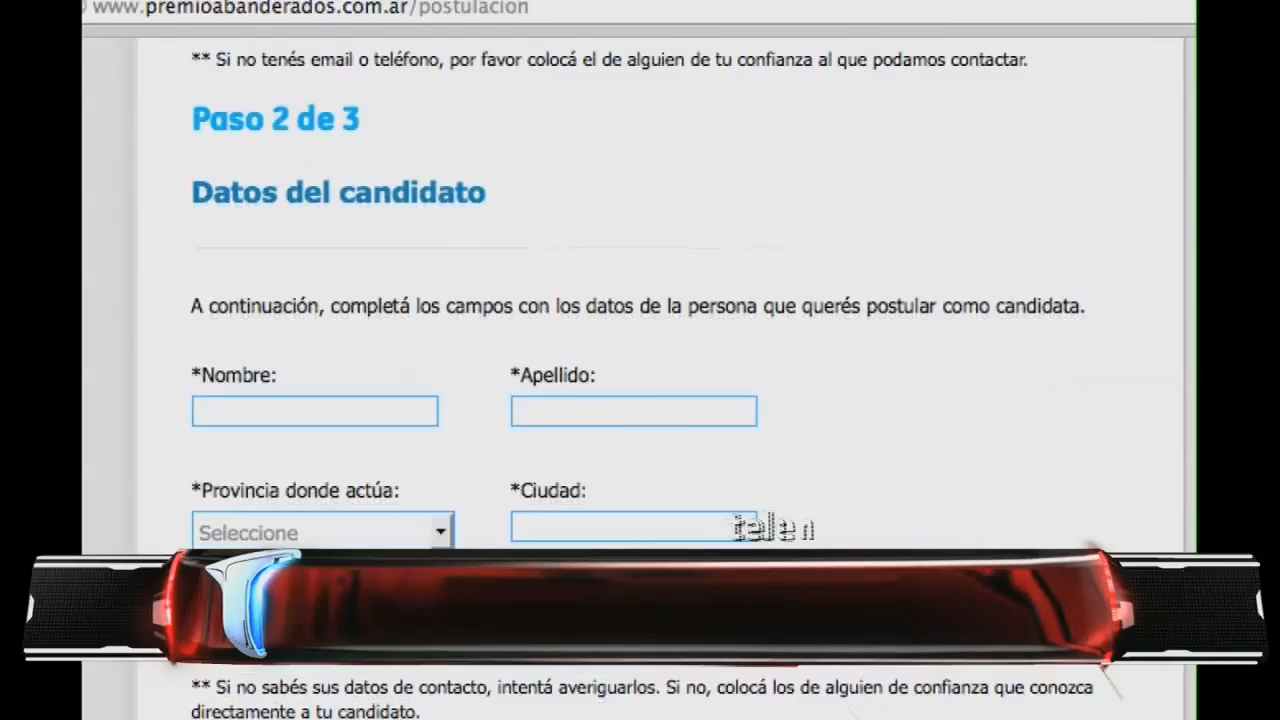 www.premioabanderados.com.ar/postulacion
** Si no tenés email o teléfono, por favor colocá el de alguien de tu confianza al que podamos contactar.
Paso 2 de 3
Datos del candidato
A continuación, completá los campos con los datos de la persona que querés postular como candidata.
*Nombre: *Apellido:
*Provincia donde actúa: *Ciudad:
Seleccione
telen
** Si no sabés sus datos de contacto, intentá averiguarlos. Si no, colocá los de alguien de confianza que conozca
directamente a tu candidato.